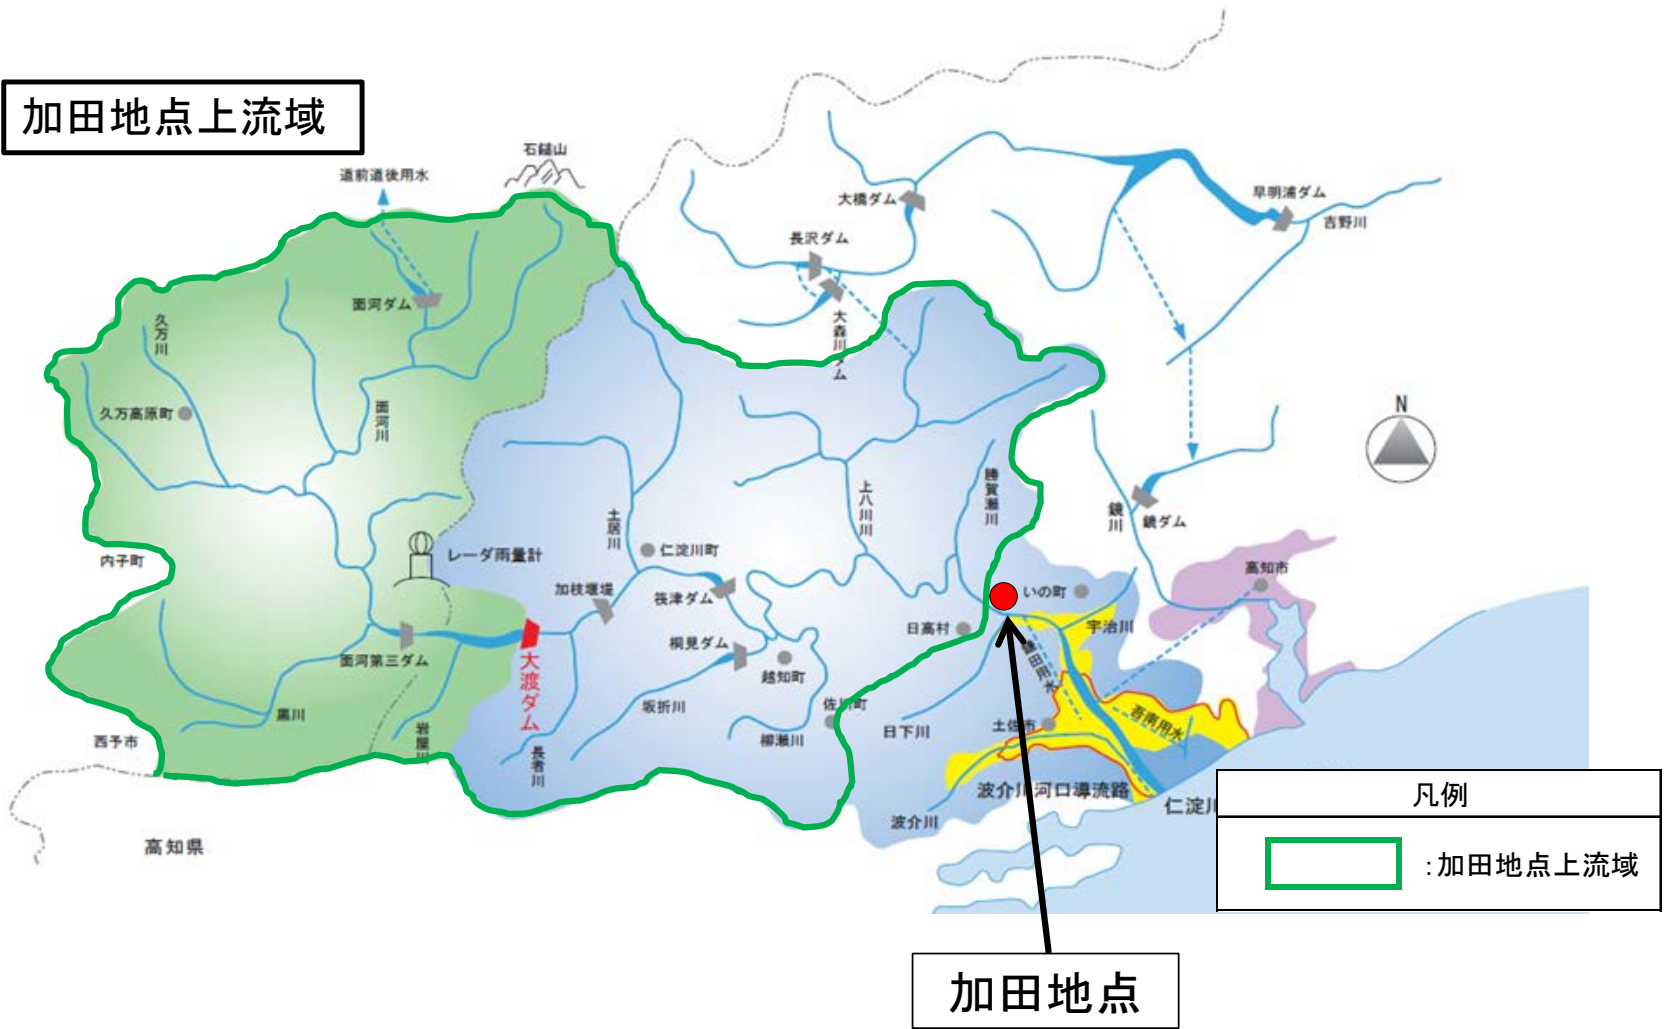 加田地点上流域
石鎚山
道前道後用水
大橋ダム
早明浦ダム
吉野川
長沢ダム
面河ダム
大森川ダム
久万川
久万高原町
面河川
N
上八川川
勝賀瀬川
鏡川
鏡ダム
土居川
仁淀川町
レーダ雨量計
内子町
加枝堰堤
筏津ダム
いの町
高知市
日高村
宇治川
桐見ダム
面河第三ダム
大渡ダム
越知町
鎌田用水
黒川
坂折川
佐川町
吾南用水
土佐市
西予市
岩屋川
柳瀬川
日下川
長者川
波介川河口導流路
仁淀川
波介川
高知県
凡例
:加田地点上流域
加田地点